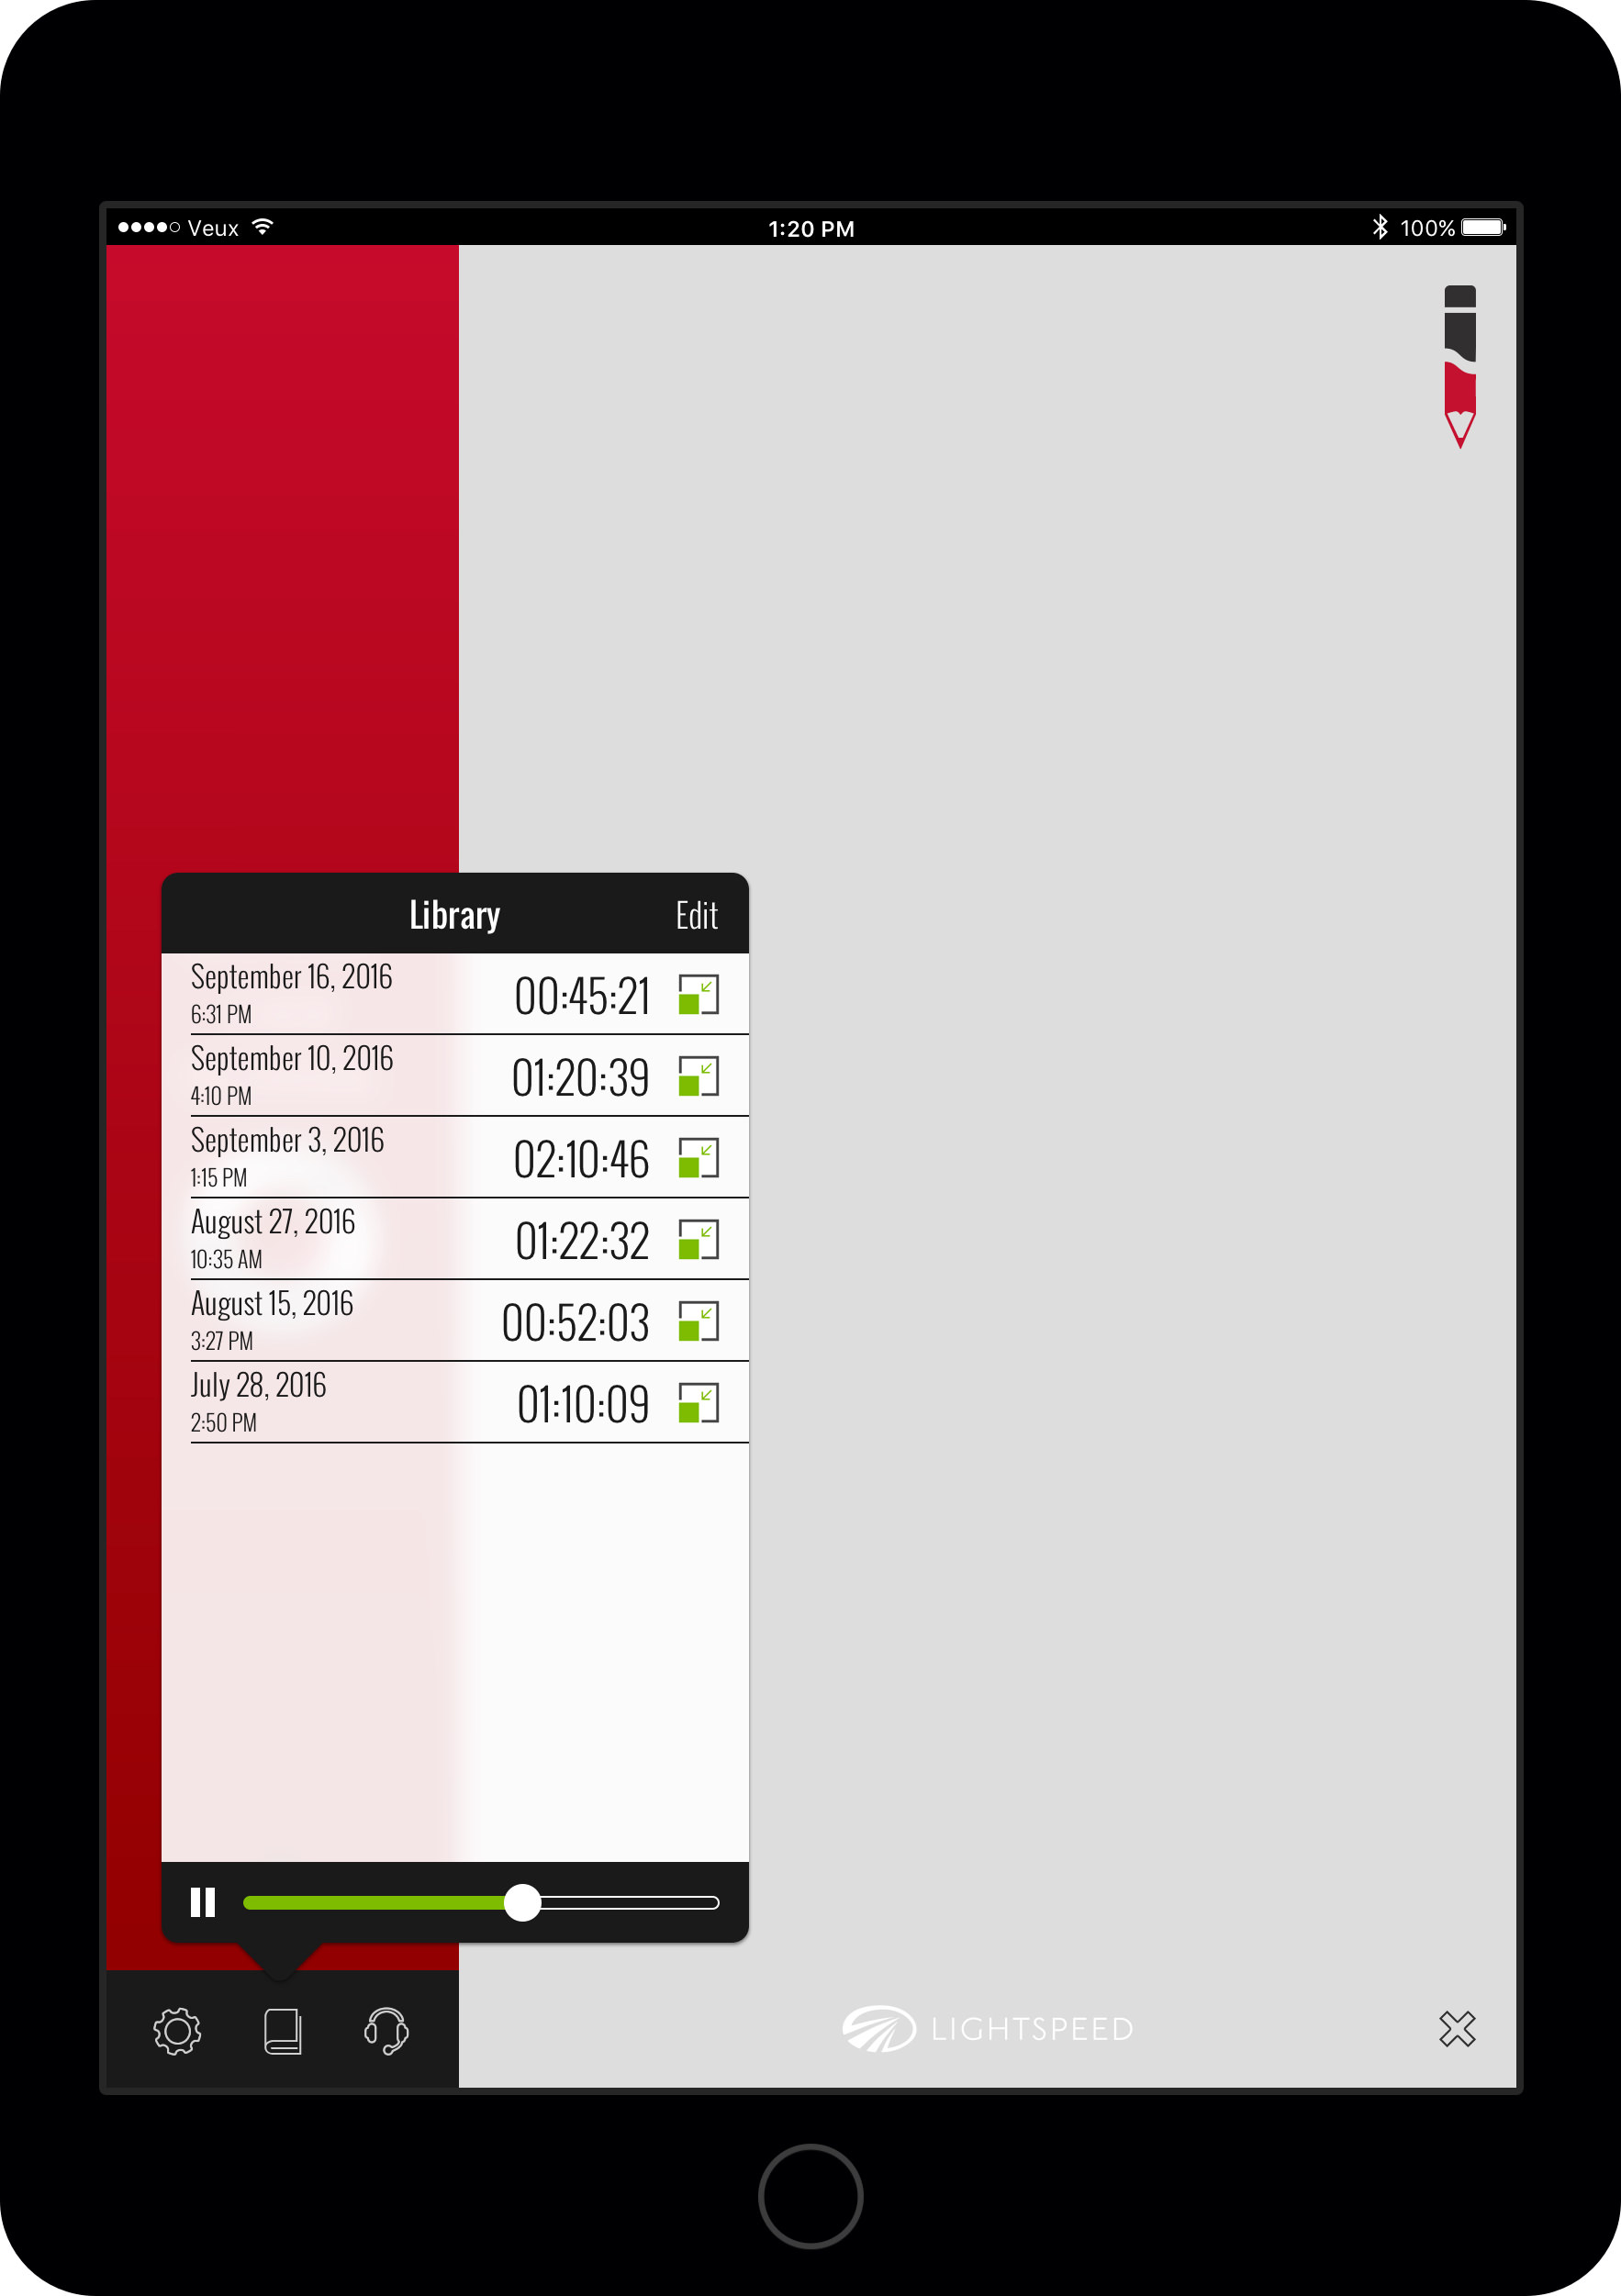 Veux
1:20 PM
100%
Library
Edit
September 16, 2016
6:31 PM
00:45:21
September 10, 2016
4:10 PM
01:20:39
September 3, 2016
1:15 PM
02:10:46
August 27, 2016
10:35 AM
01:22:32
August 15, 2016
3:27 PM
00:52:03
July 28, 2016
2:50 PM
01:10:09
LIGHTSPEED